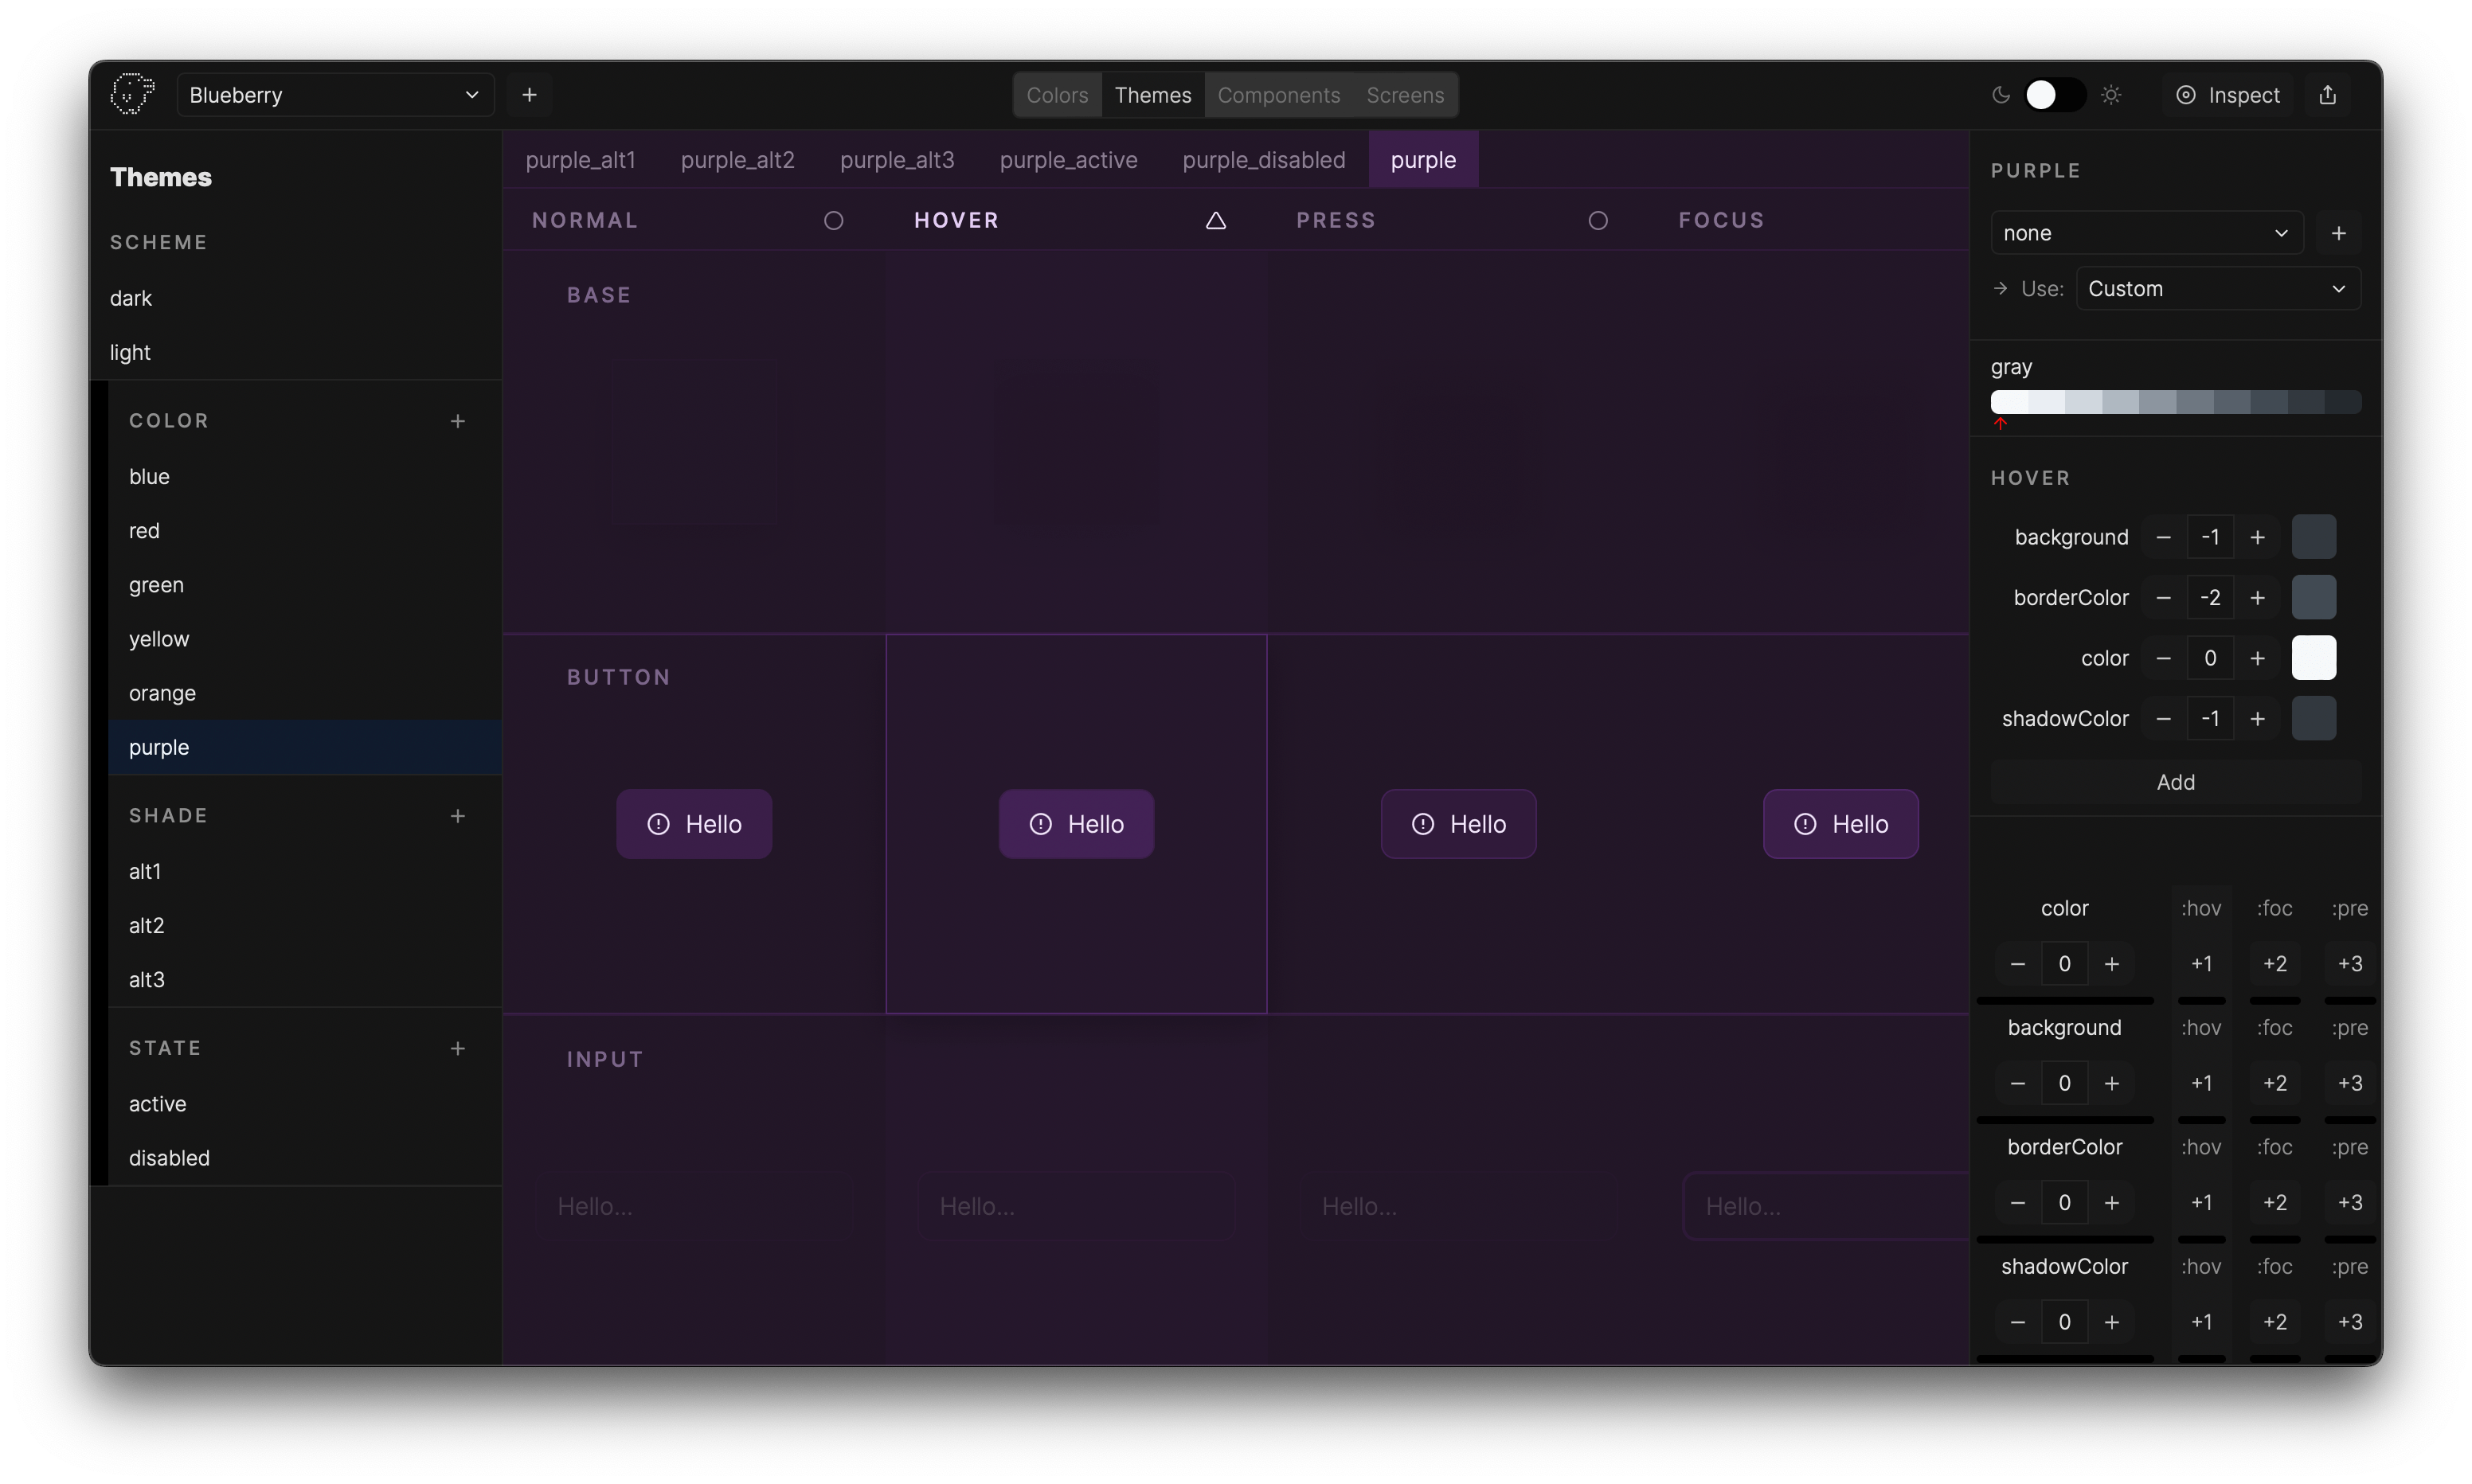 Blueberry
Colors Themes Components Screens
Inspect
Themes
SCHEME
dark
light
COLOR
blue
red
green
yellow
orange
purple
SHADE
alt1
alt2
alt3
STATE
active
disabled
purple_alt1 purple_alt2 purple_alt3 purple_active purple_disabled purple
NORMAL HOVER PRESS FOCUS
BASE
BUTTON
Hello Hello Hello Hello
INPUT
Hello... Hello... Hello... Hello...
PURPLE
none
→ Use: Custom
gray
HOVER
background − -1 +
borderColor − -2 +
color − 0 +
shadowColor − -1 +
Add
color :hov :foc :pre
− 0 + +1 +2 +3
background :hov :foc :pre
− 0 + +1 +2 +3
borderColor :hov :foc :pre
− 0 + +1 +2 +3
shadowColor :hov :foc :pre
− 0 + +1 +2 +3